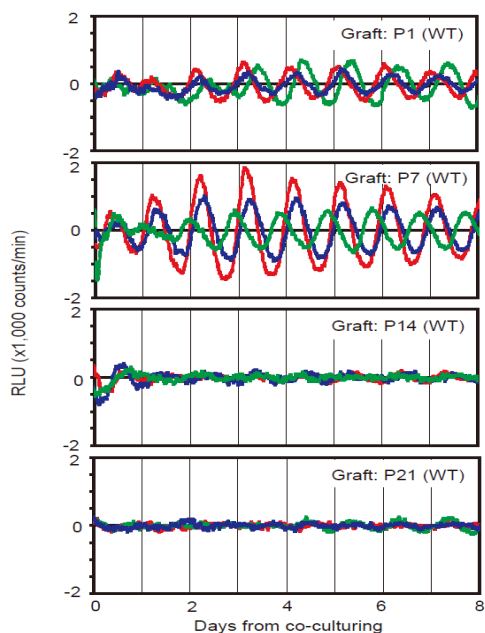 2
Graft: P1 (WT)
0
-2
2
Graft: P7 (WT)
0
-2
2
Graft: P14 (WT)
0
-2
2
Graft: P21 (WT)
0
-2
0 2 4 6 8
Days from co-culturing
RLU (x1,000 counts/min)